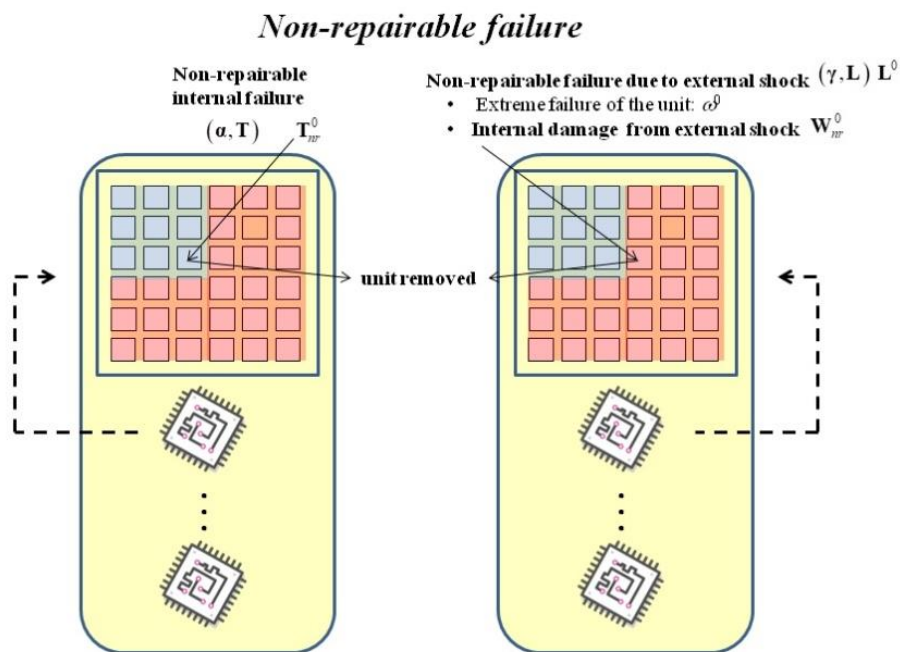 Non-repairable failure
Non-repairable
internal failure
(α, T) T⁰ₙᵣ
Non-repairable failure due to external shock (γ, L) L⁰
• Extreme failure of the unit: ω⁰
• Internal damage from external shock W⁰ₙᵣ
unit removed